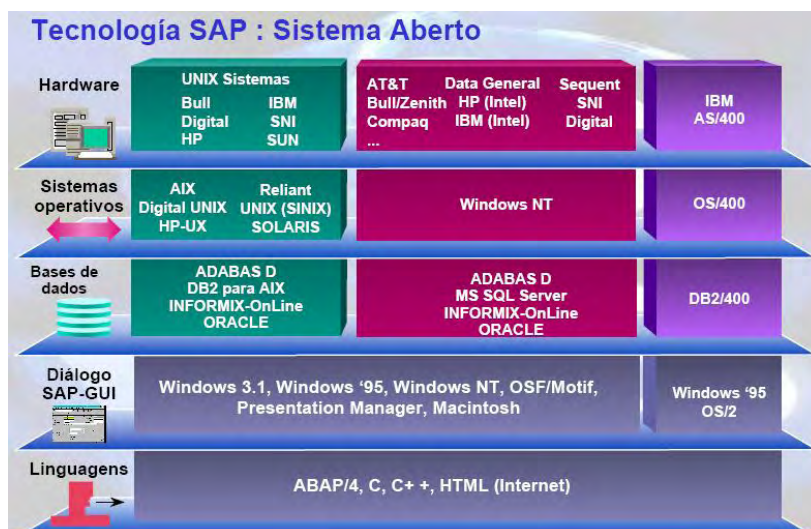 Tecnología SAP : Sistema Aberto
Hardware
UNIX Sistemas
Bull IBM
Digital SNI
HP SUN
AT&T Data General Sequent
Bull/Zenith HP (Intel) SNI
Compaq IBM (Intel) Digital
...
IBM
AS/400
Sistemas
operativos
AIX Reliant
Digital UNIX UNIX (SINIX)
HP-UX SOLARIS
Windows NT
OS/400
Bases de
dados
ADABAS D
DB2 para AIX
INFORMIX-OnLine
ORACLE
ADABAS D
MS SQL Server
INFORMIX-OnLine
ORACLE
DB2/400
Diálogo
SAP-GUI
Windows 3.1, Windows ‘95, Windows NT, OSF/Motif,
Presentation Manager, Macintosh
Windows ‘95
OS/2
Linguagens
ABAP/4, C, C+ +, HTML (Internet)